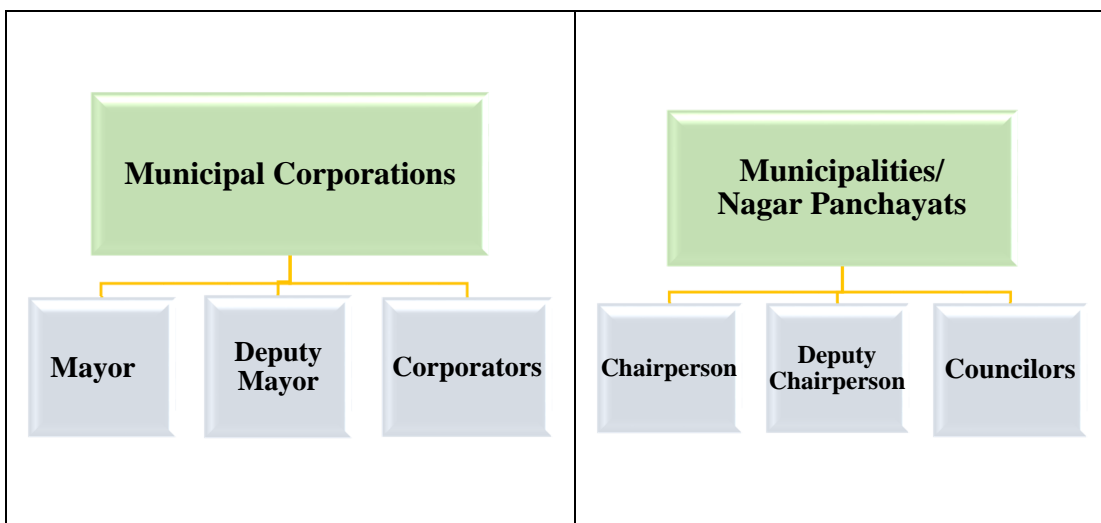 Municipal Corporations
Mayor
Deputy
Mayor
Corporators
Municipalities/
Nagar Panchayats
Chairperson
Deputy
Chairperson
Councilors